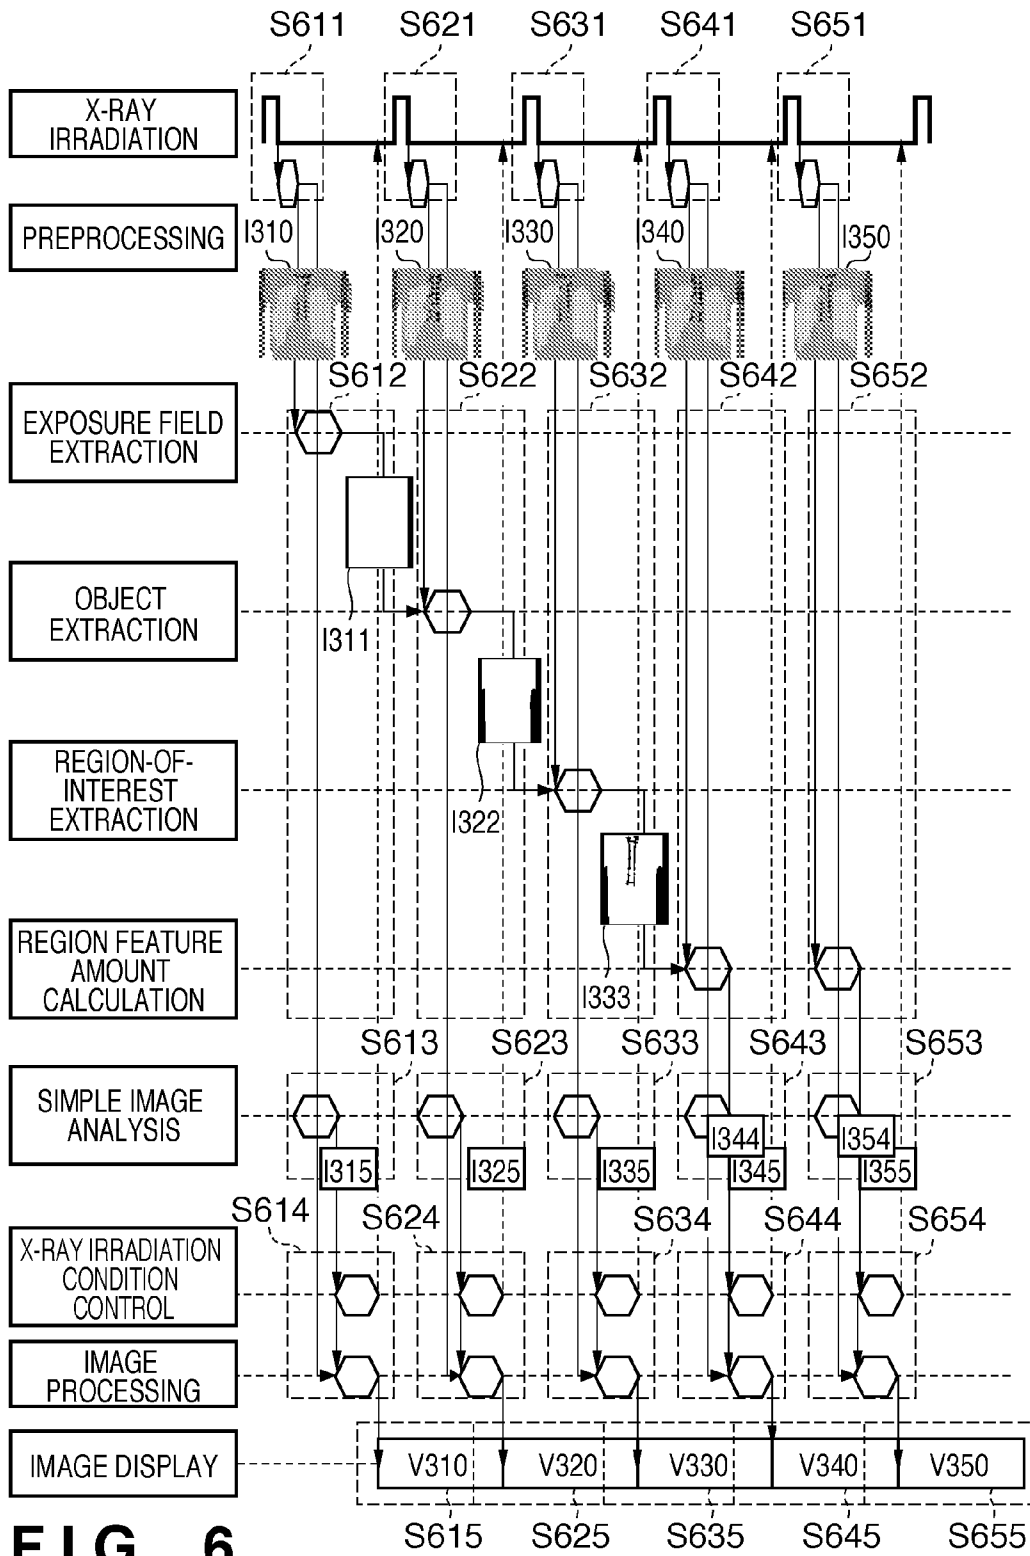 S611 S621 S631 S641 S651
X-RAY
IRRADIATION
PREPROCESSING
I310 I320 I330 I340 I350
S612 S622 S632 S642 S652
EXPOSURE FIELD
EXTRACTION
OBJECT
EXTRACTION
I311
REGION-OF-
INTEREST
EXTRACTION
I322
REGION FEATURE
AMOUNT
CALCULATION
I333
S613 S623 S633 S643 S653
SIMPLE IMAGE
ANALYSIS
I344 I354
I315 I325 I335 I345 I355
S614 S624 S634 S644 S654
X-RAY IRRADIATION
CONDITION
CONTROL
IMAGE
PROCESSING
IMAGE DISPLAY
V310 V320 V330 V340 V350
S615 S625 S635 S645 S655
FIG. 6